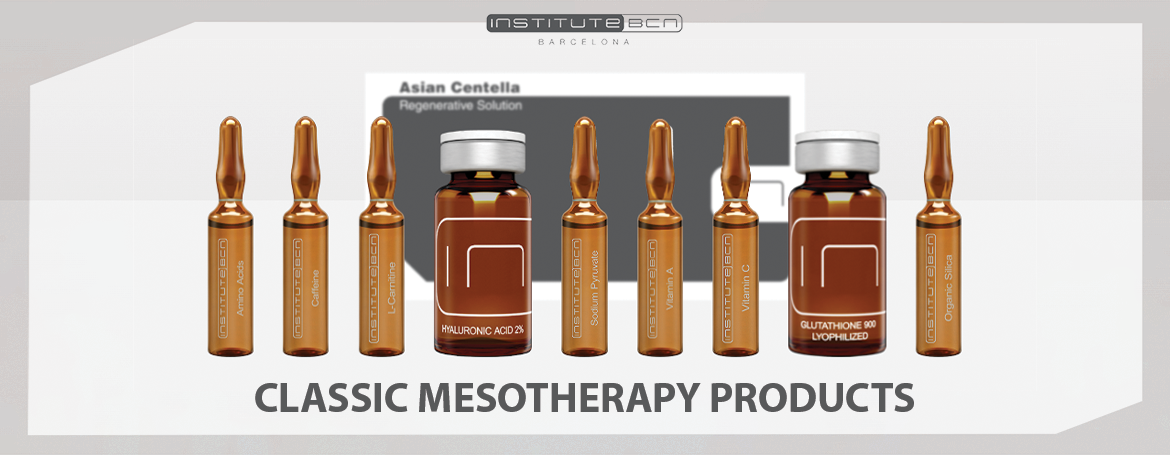 INSTITUTE BCN
BARCELONA
Asian Centella
Regenerative Solution
INSTITUTE BCN
Amino Acids
INSTITUTE BCN
Caffeine
INSTITUTE BCN
L-Carnitine
HYALURONIC ACID 2%
INSTITUTE BCN
Sodium Pyruvate
INSTITUTE BCN
Vitamin A
INSTITUTE BCN
Vitamin C
GLUTATHIONE 900
LYOPHILIZED
INSTITUTE BCN
Organic Silica
CLASSIC MESOTHERAPY PRODUCTS